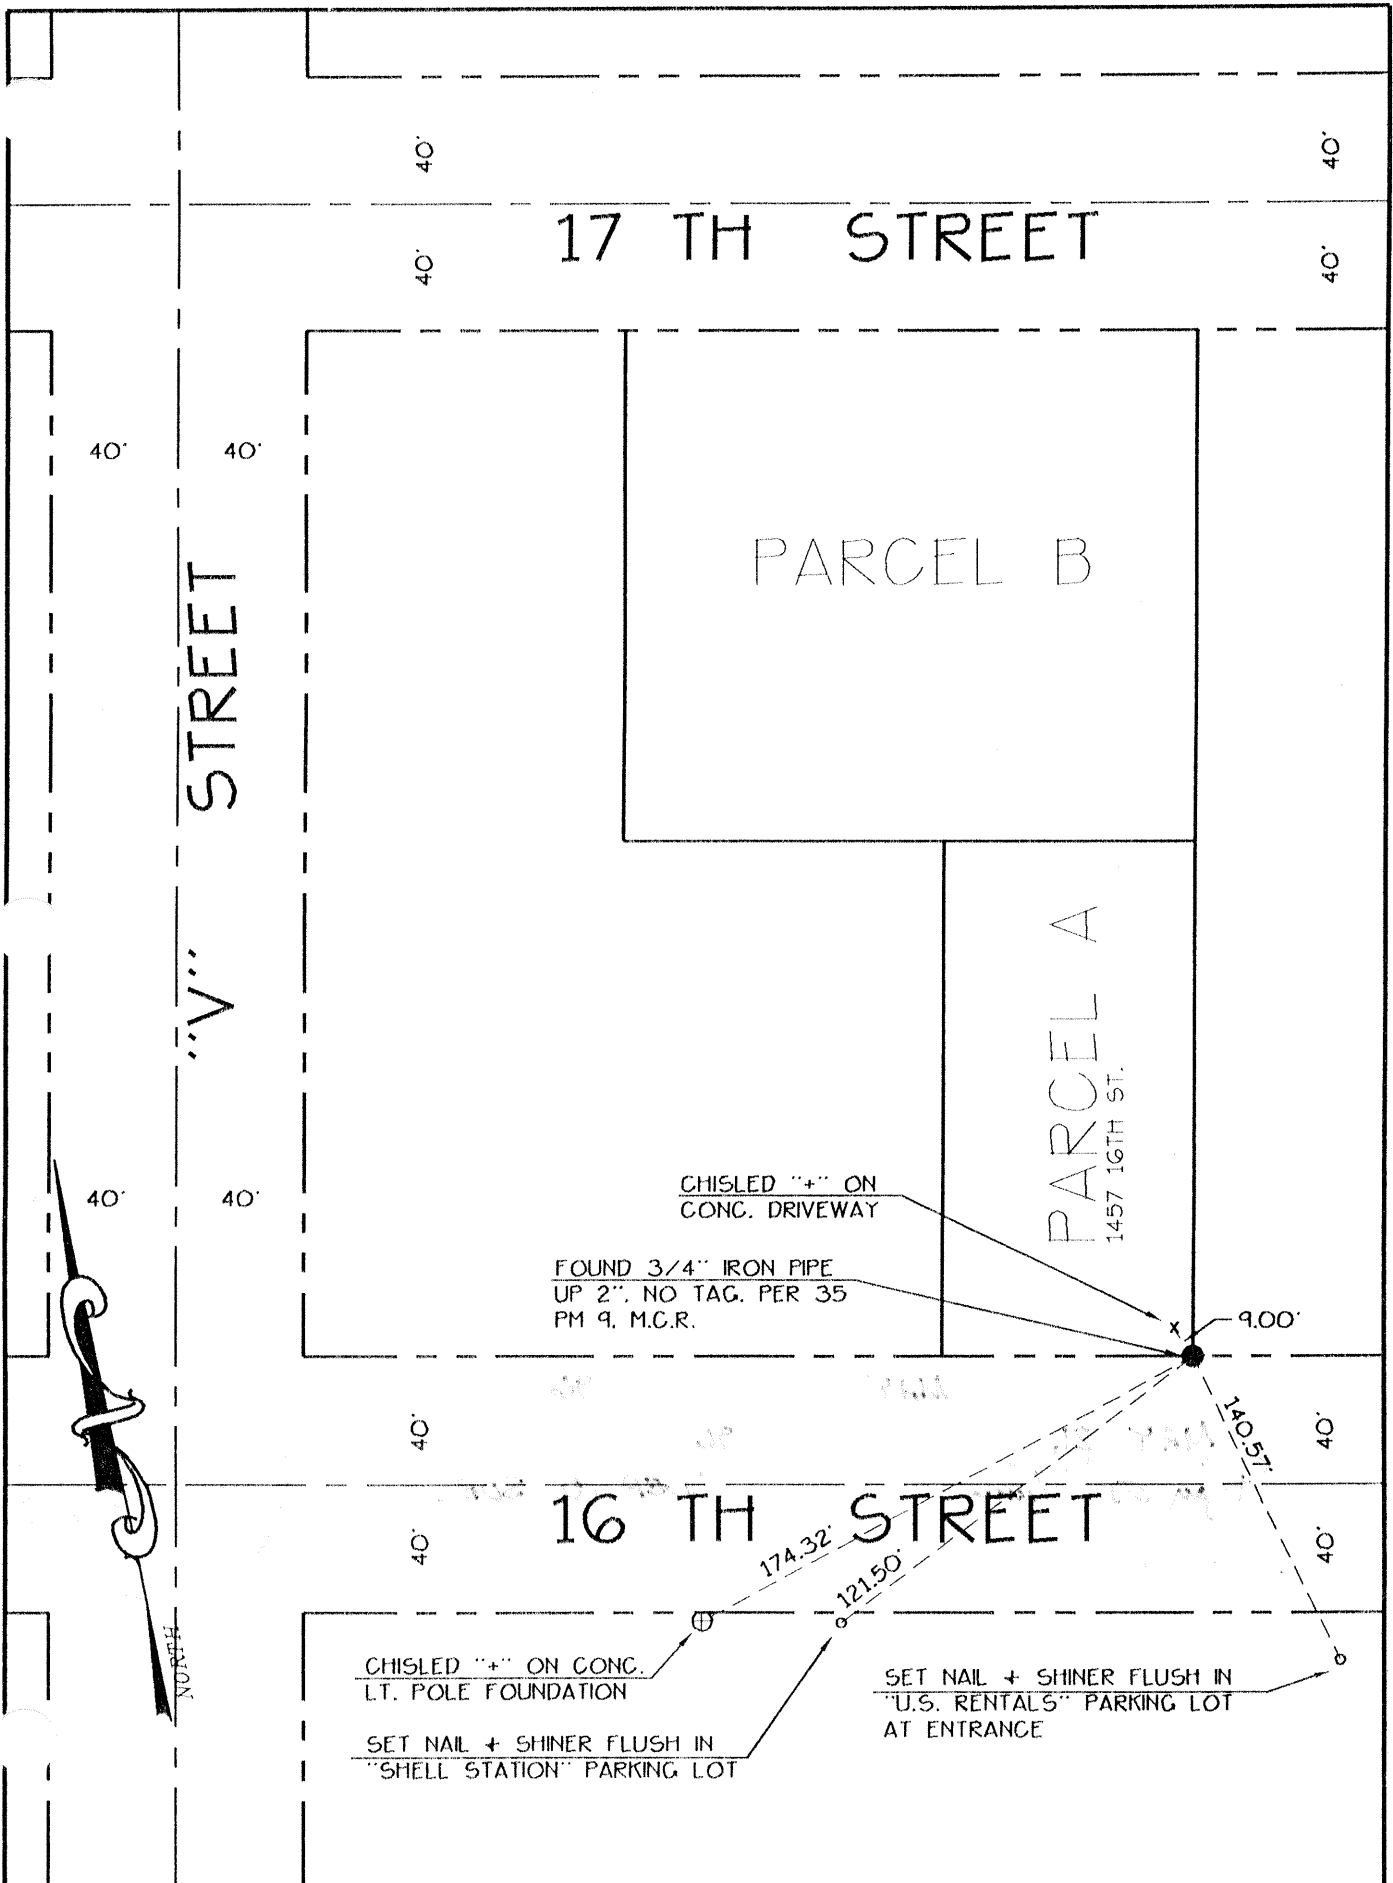 40'
40'
17 TH STREET
40'
40'
40'
40'
PARCEL B
"V" STREET
PARCEL A
1457 16TH ST.
40'
40'
CHISLED "+" ON
CONC. DRIVEWAY
FOUND 3/4" IRON PIPE
UP 2", NO TAG, PER 35
PM 9, M.C.R.
9.00'
40'
140.57'
40'
16 TH STREET
40'
174.32'
121.50'
40'
NORTH
CHISLED "+" ON CONC.
LT. POLE FOUNDATION
SET NAIL + SHINER FLUSH IN
"U.S. RENTALS" PARKING LOT
AT ENTRANCE
SET NAIL + SHINER FLUSH IN
"SHELL STATION" PARKING LOT